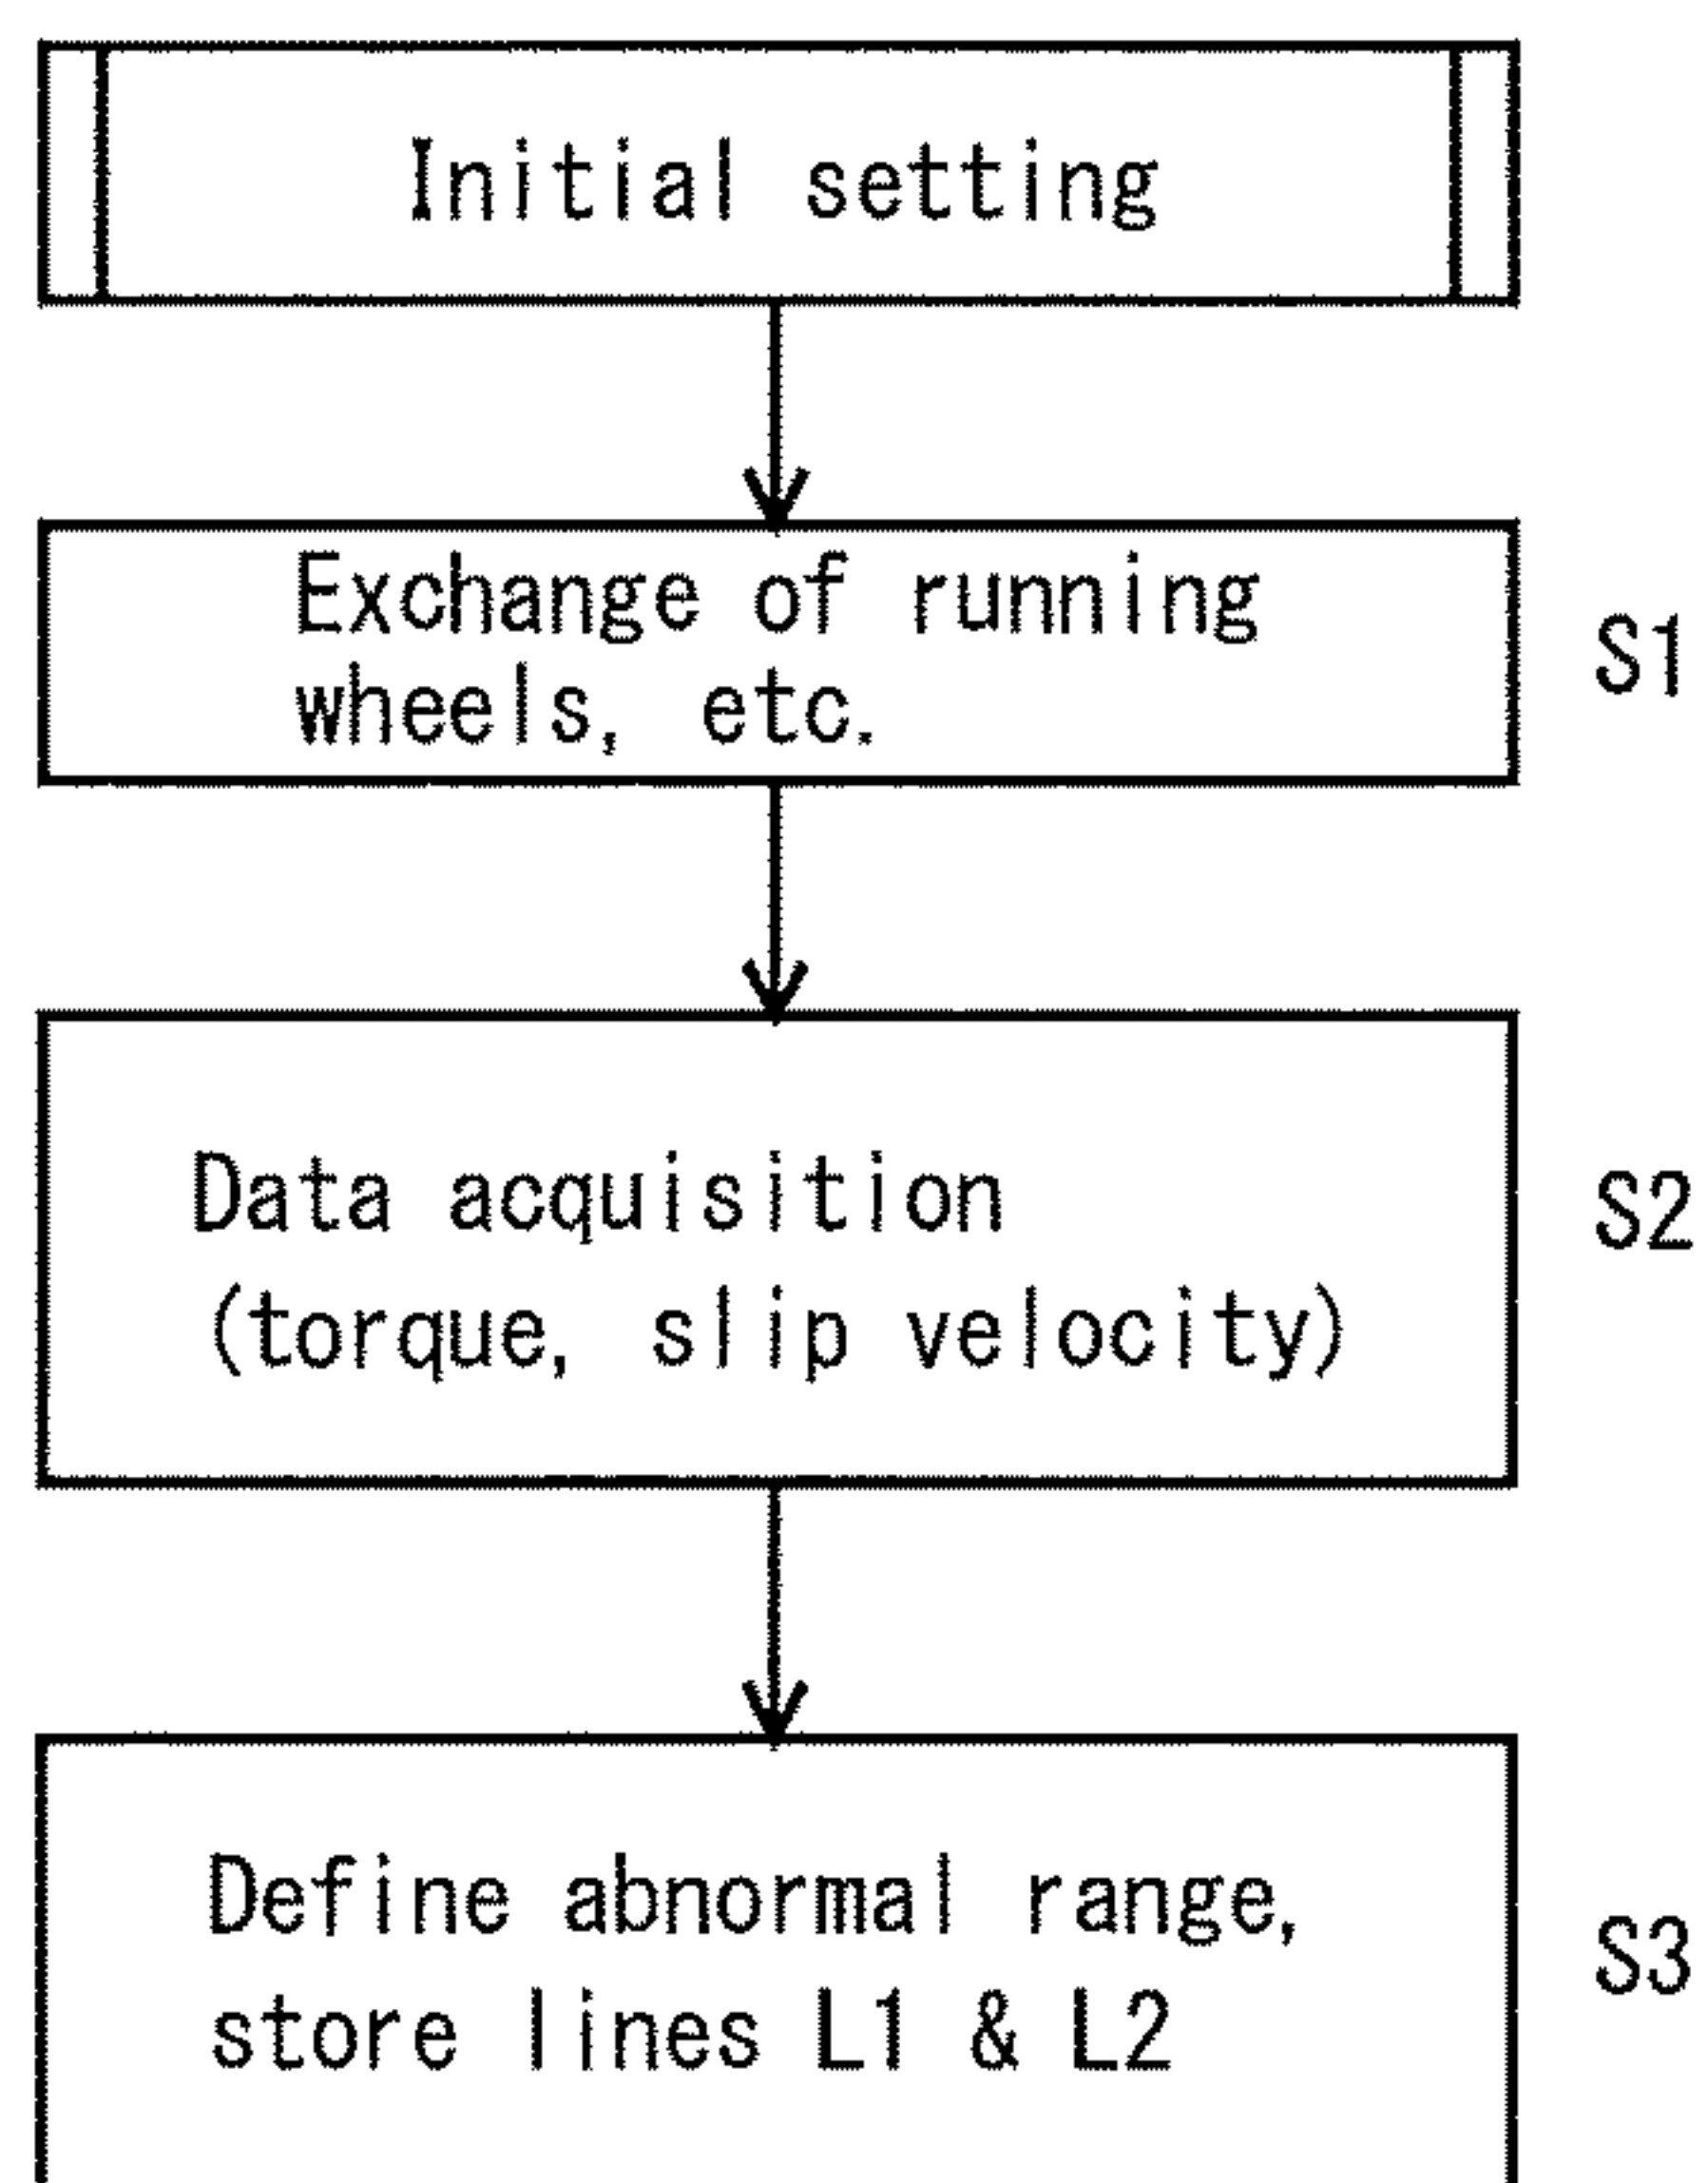 Initial setting
Exchange of running
wheels, etc.
S1
Data acquisition
(torque, slip velocity)
S2
Define abnormal range,
store lines L1 & L2
S3